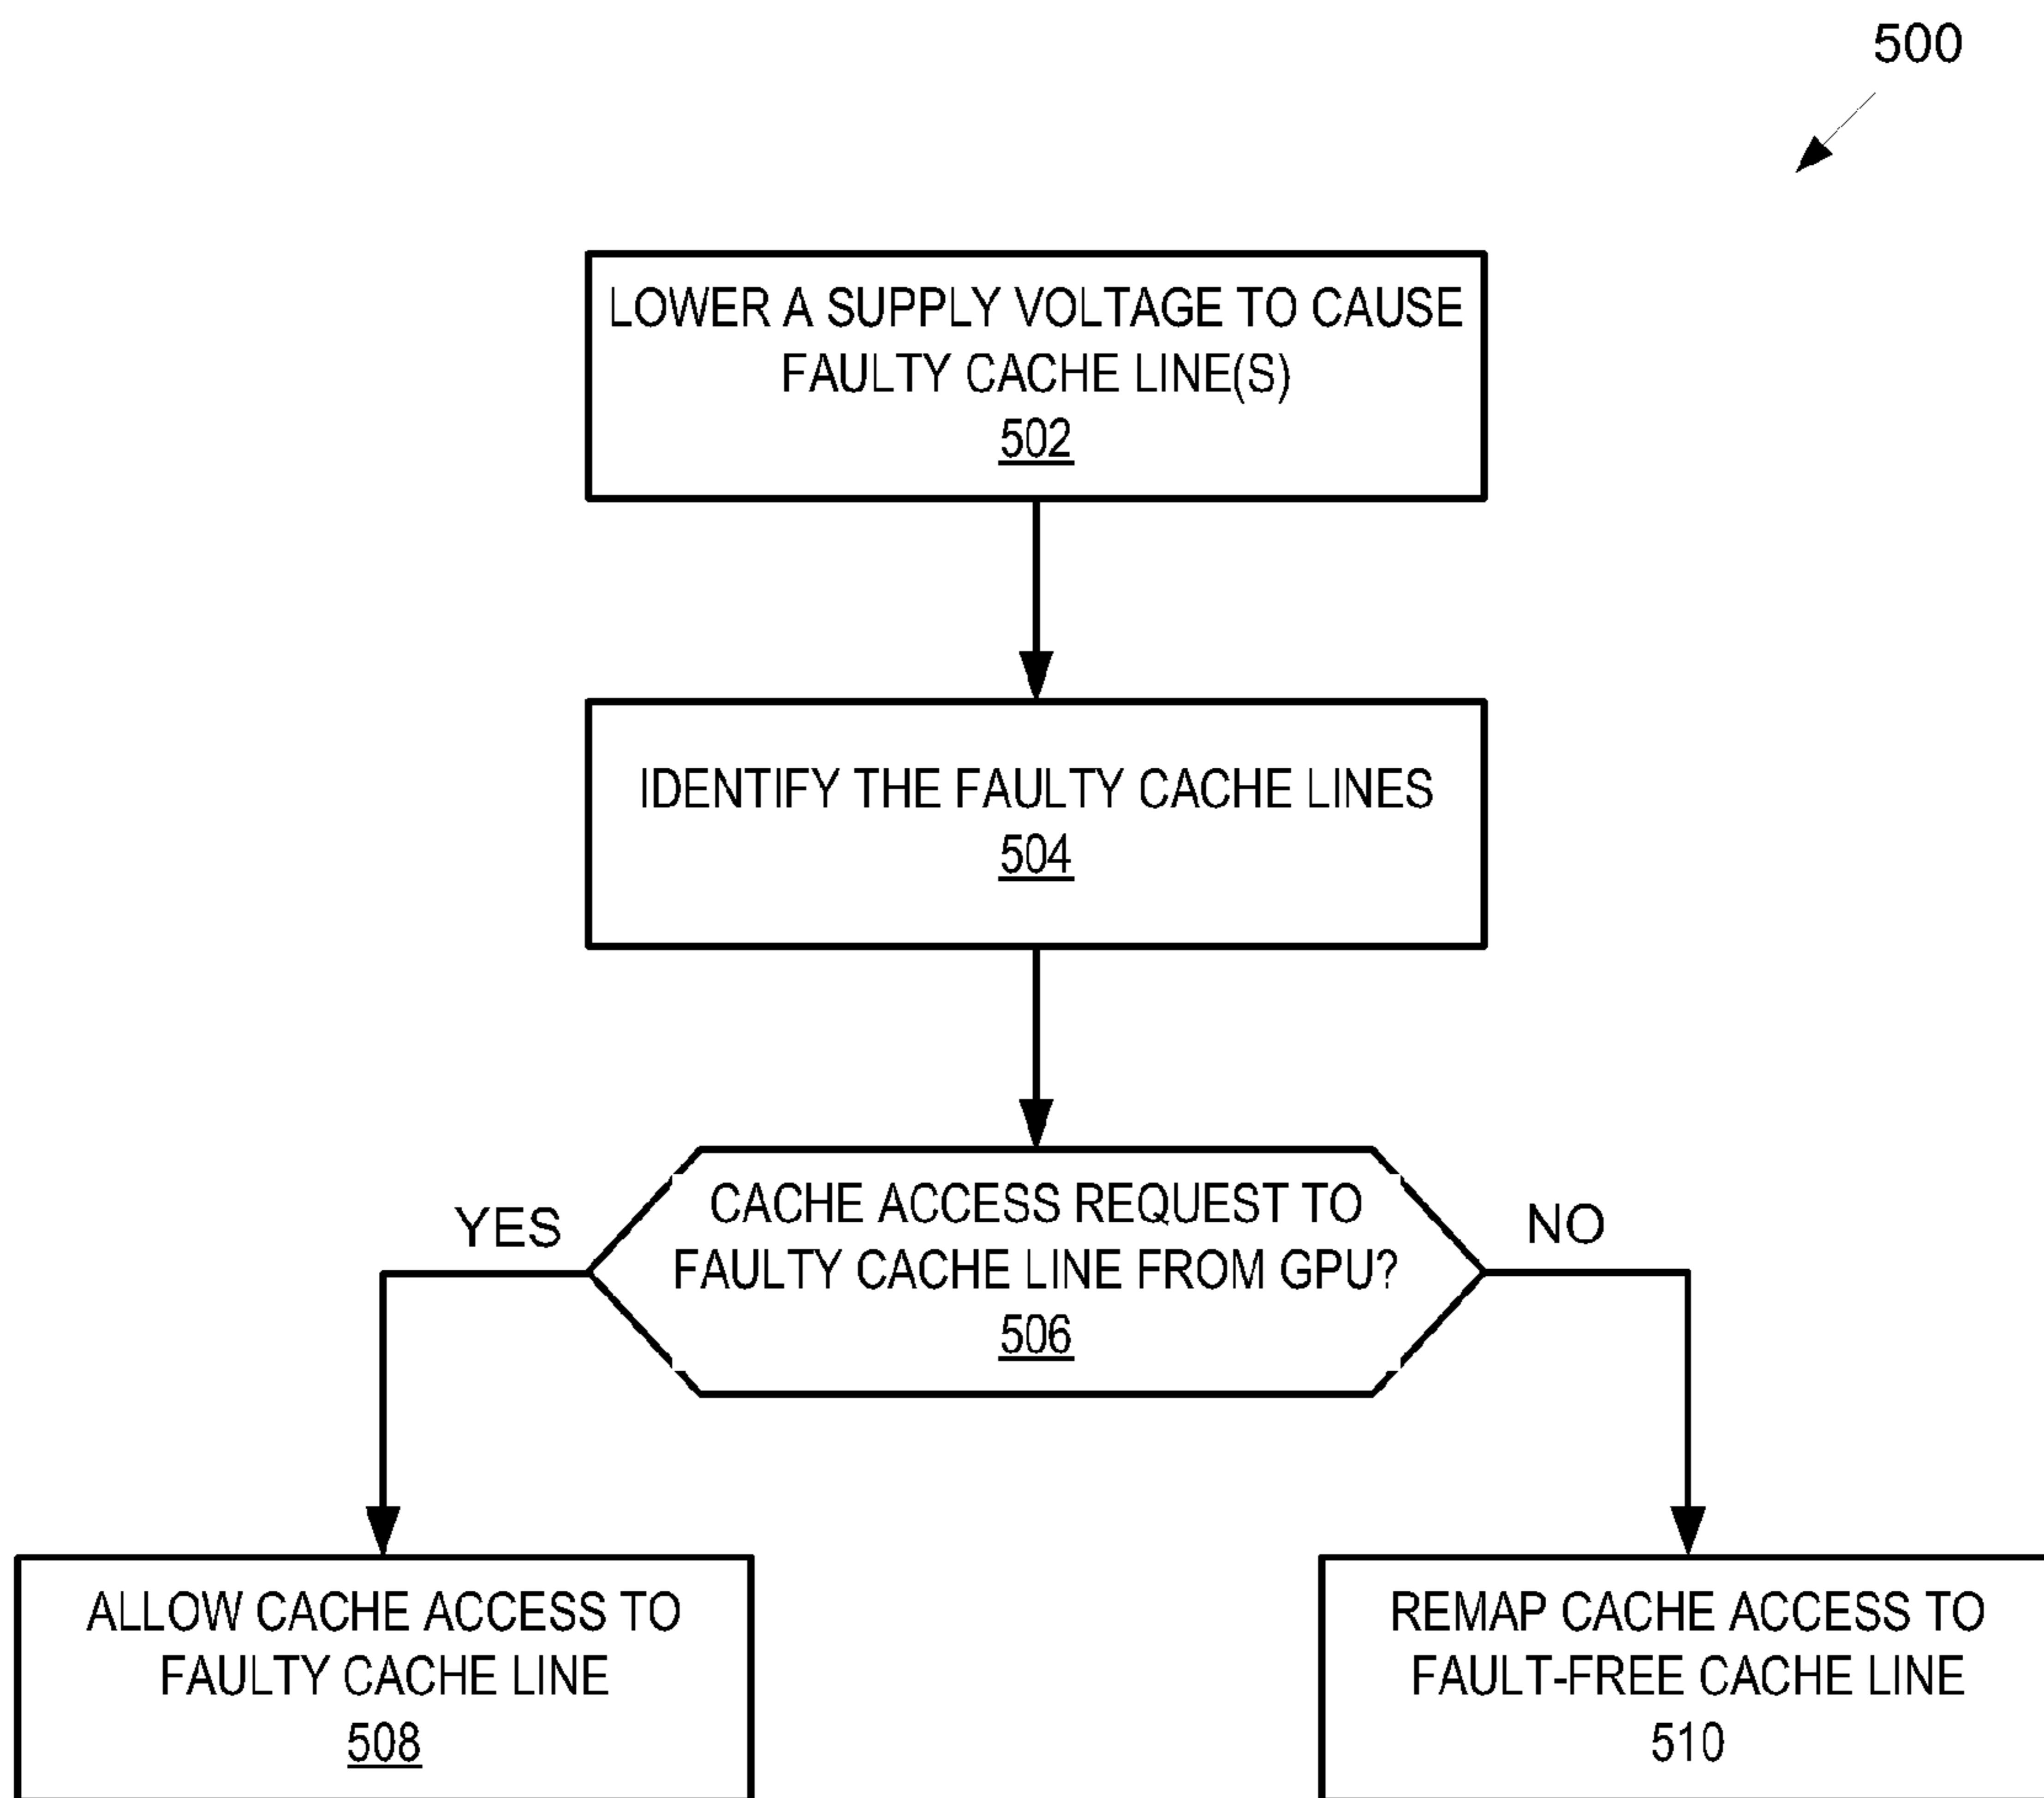 500
LOWER A SUPPLY VOLTAGE TO CAUSE
FAULTY CACHE LINE(S)
502
IDENTIFY THE FAULTY CACHE LINES
504
CACHE ACCESS REQUEST TO
FAULTY CACHE LINE FROM GPU?
506
YES
NO
ALLOW CACHE ACCESS TO
FAULTY CACHE LINE
508
REMAP CACHE ACCESS TO
FAULT-FREE CACHE LINE
510